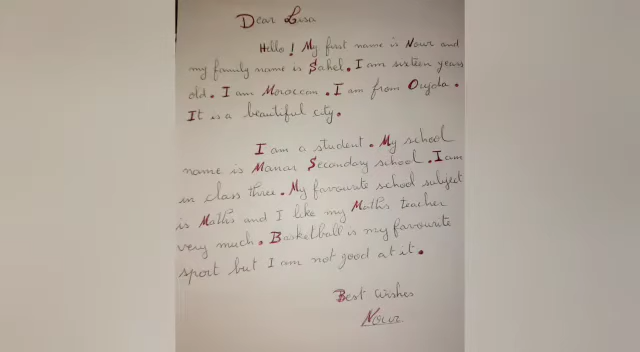 Dear Lisa
Hello! My first name is Nour and
my family name is Sahel. I am sixteen years
old. I am Moroccan. I am from Oujda.
It is a beautiful city.
I am a student. My school
name is Manar Secondary school. I am
in class three. My favourite school subject
is Maths and I like my Maths teacher
very much. Basketball is my favourite
sport but I am not good at it.
Best Wishes
Nour